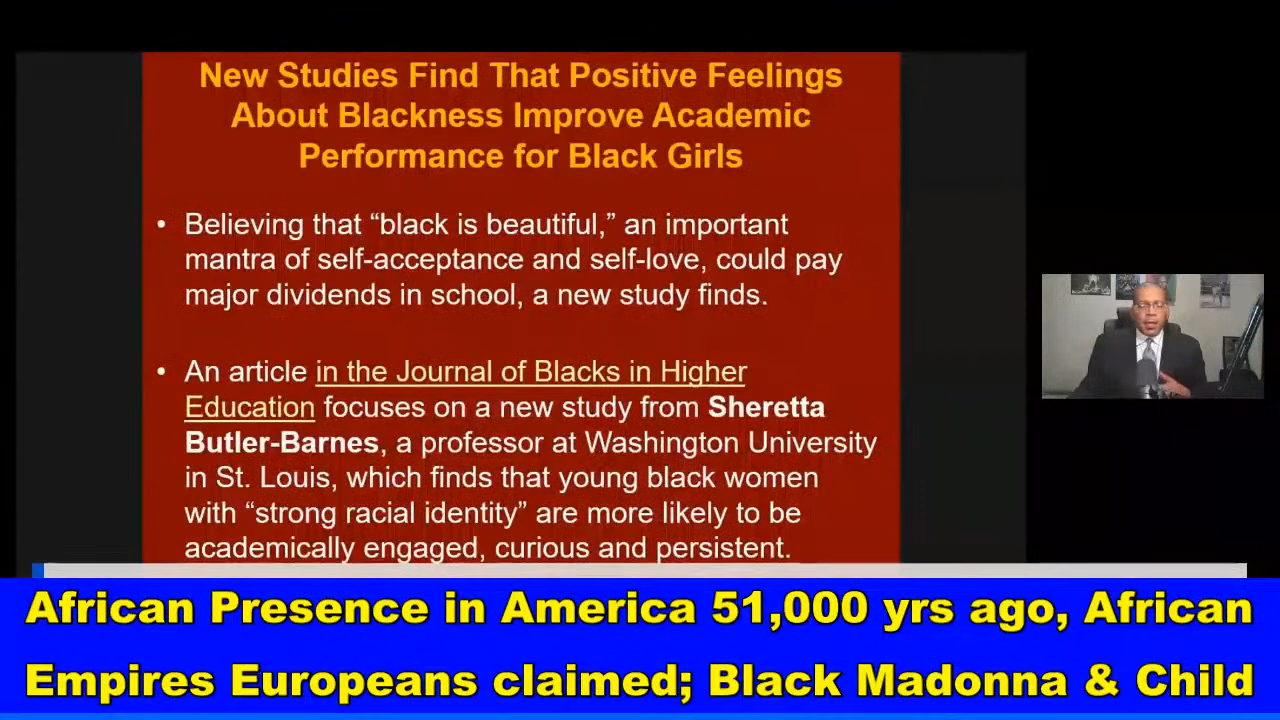 New Studies Find That Positive Feelings
About Blackness Improve Academic
Performance for Black Girls
• Believing that “black is beautiful,” an important
mantra of self-acceptance and self-love, could pay
major dividends in school, a new study finds.
• An article in the Journal of Blacks in Higher
Education focuses on a new study from Sheretta
Butler-Barnes, a professor at Washington University
in St. Louis, which finds that young black women
with “strong racial identity” are more likely to be
academically engaged, curious and persistent.
African Presence in America 51,000 yrs ago, African
Empires Europeans claimed; Black Madonna & Child